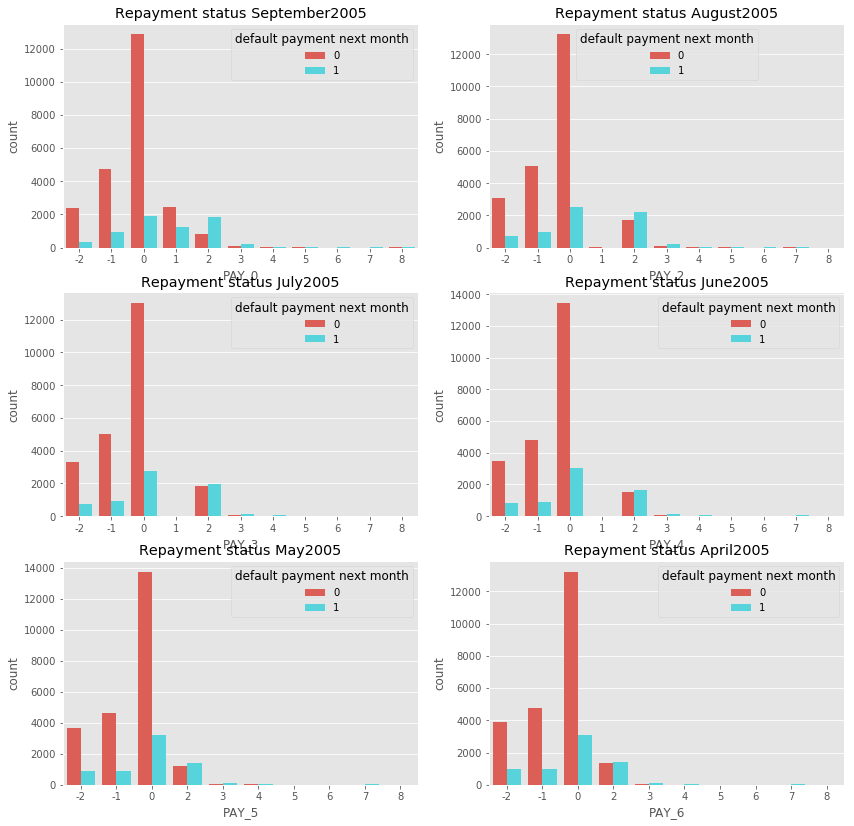 Repayment status September2005
default payment next month
0
1
count
12000
10000
8000
6000
4000
2000
0
-2 -1 0 1 2 3 4 5 6 7 8
PAY_0
Repayment status August2005
default payment next month
0
1
count
12000
10000
8000
6000
4000
2000
0
-2 -1 0 1 2 3 4 5 6 7 8
PAY_2
Repayment status July2005
default payment next month
0
1
count
12000
10000
8000
6000
4000
2000
0
-2 -1 0 1 2 3 4 5 6 7 8
PAY_3
Repayment status June2005
default payment next month
0
1
count
14000
12000
10000
8000
6000
4000
2000
0
-2 -1 0 1 2 3 4 5 6 7 8
PAY_4
Repayment status May2005
default payment next month
0
1
count
14000
12000
10000
8000
6000
4000
2000
0
-2 -1 0 2 3 4 5 6 7 8
PAY_5
Repayment status April2005
default payment next month
0
1
count
12000
10000
8000
6000
4000
2000
0
-2 -1 0 2 3 4 5 6 7 8
PAY_6